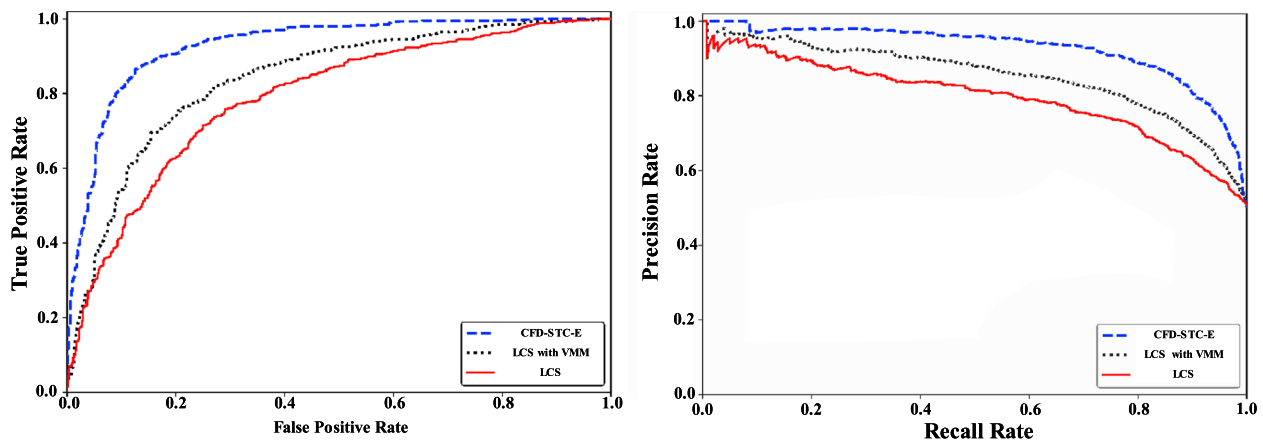 1.0
0.8
0.6
0.4
0.2
0.0
True Positive Rate
0.0 0.2 0.4 0.6 0.8 1.0
False Positive Rate
CFD-STC-E
LCS with VMM
LCS
1.0
0.8
0.6
0.4
0.2
0.0
Precision Rate
0.0 0.2 0.4 0.6 0.8 1.0
Recall Rate
CFD-STC-E
LCS with VMM
LCS